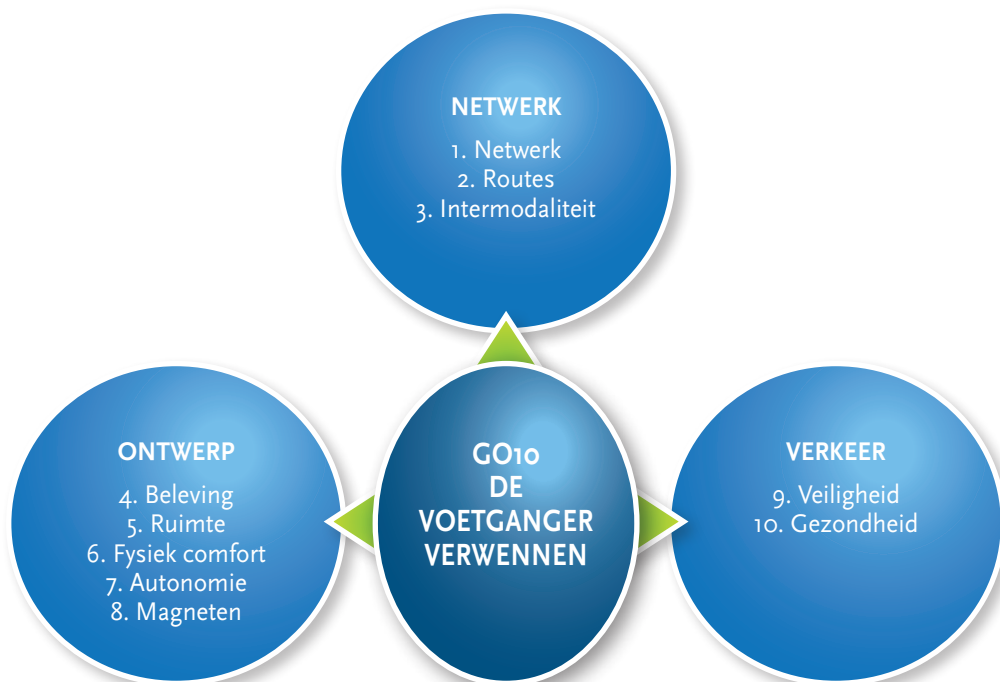 NETWERK
1. Netwerk
2. Routes
3. Intermodaliteit
ONTWERP
4. Beleving
5. Ruimte
6. Fysiek comfort
7. Autonomie
8. Magneten
GO10
DE
VOETGANGER
VERWENNEN
VERKEER
9. Veiligheid
10. Gezondheid